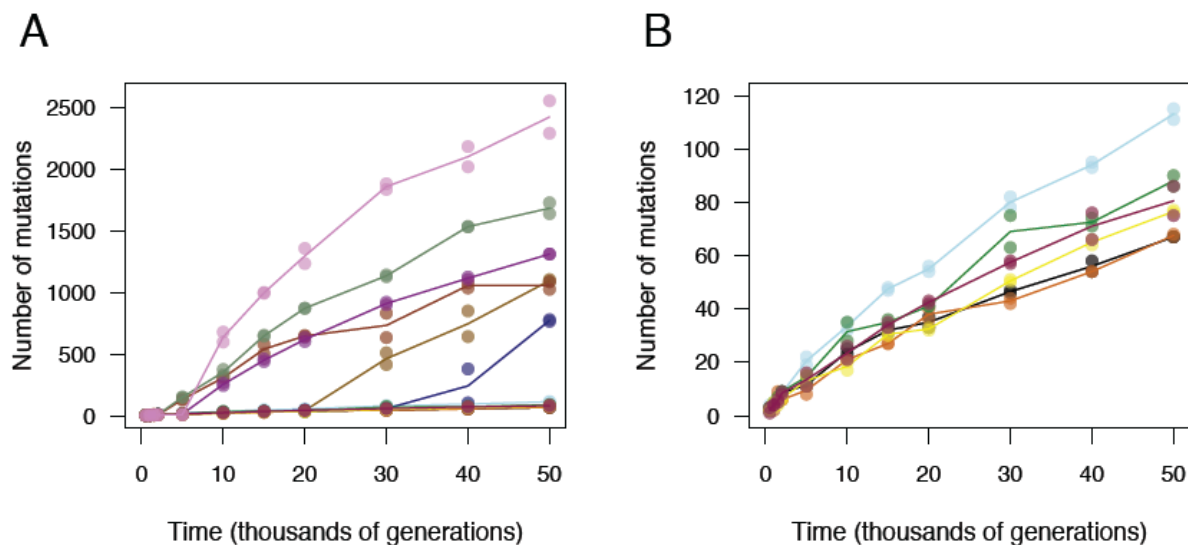 A
Number of mutations
2500
2000
1500
1000
500
0
0 10 20 30 40 50
Time (thousands of generations)
B
Number of mutations
120
100
80
60
40
20
0
0 10 20 30 40 50
Time (thousands of generations)